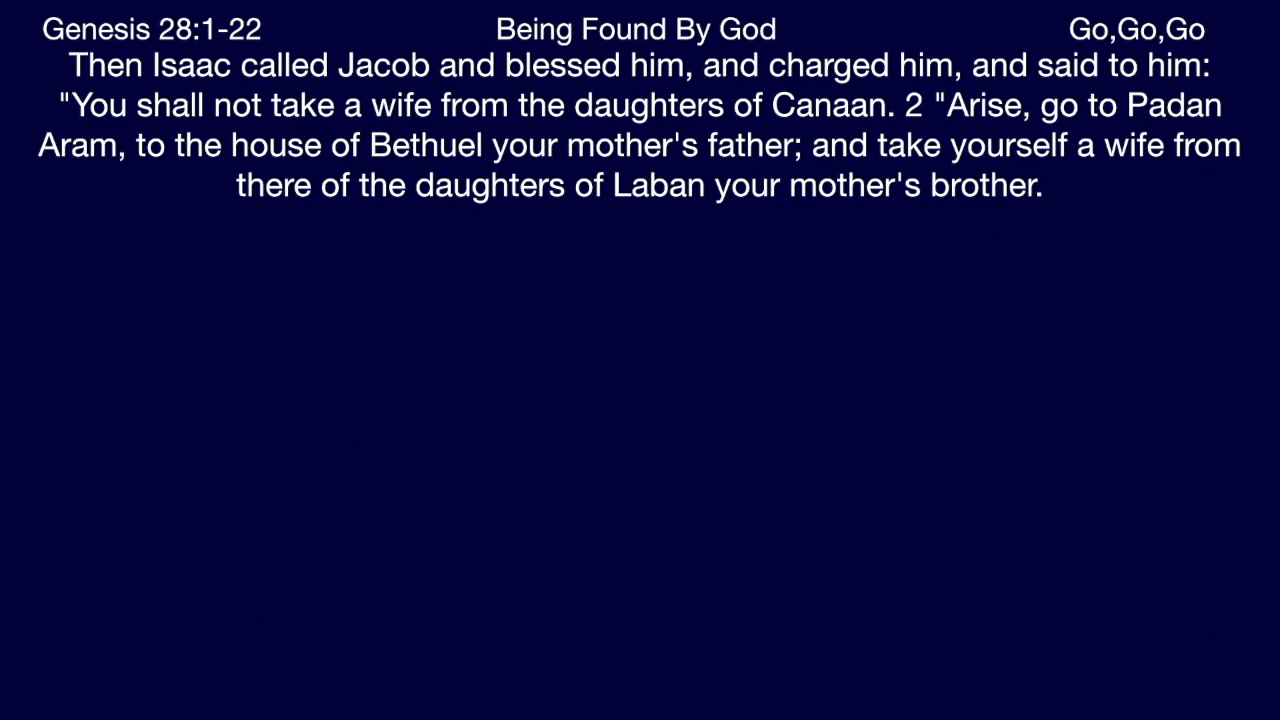 Genesis 28:1-22 Being Found By God Go,Go,Go
Then Isaac called Jacob and blessed him, and charged him, and said to him:
"You shall not take a wife from the daughters of Canaan. 2 "Arise, go to Padan
Aram, to the house of Bethuel your mother's father; and take yourself a wife from
there of the daughters of Laban your mother's brother.